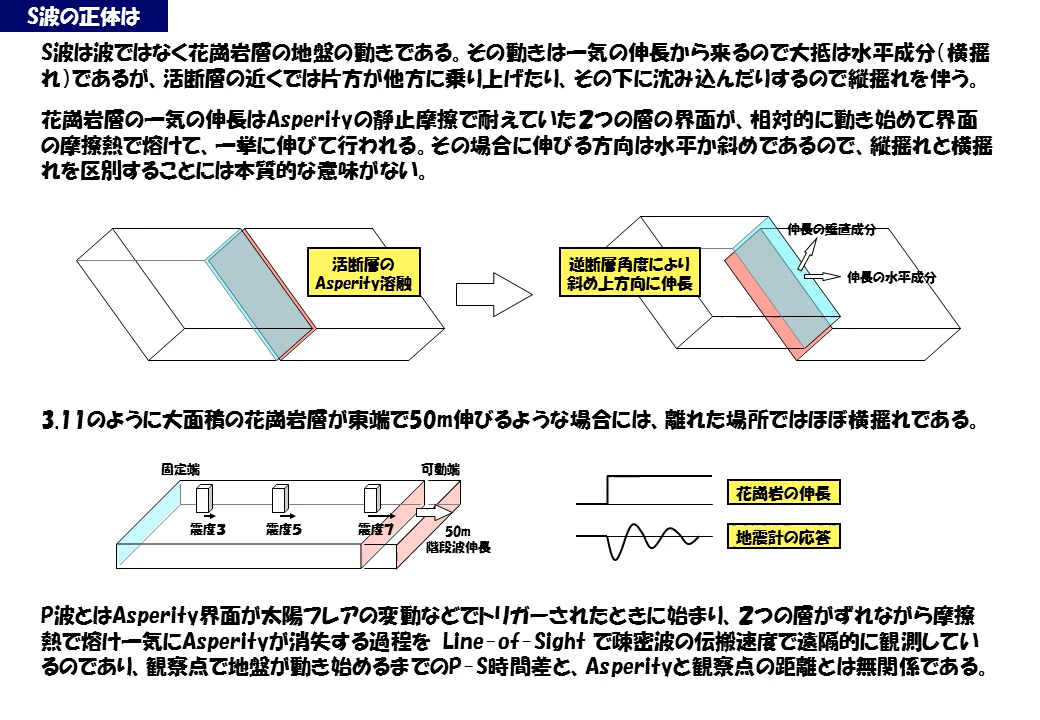 S波の正体は
S波は波ではなく花崗岩層の地盤の動きである。その動きは一気の伸長から来るので大抵は水平成分(横揺
れ)であるが、活断層の近くでは片方が他方に乗り上げたり、その下に沈み込んだりするので縦揺れを伴う。
花崗岩層の一気の伸長はAsperityの静止摩擦で耐えていた2つの層の界面が、相対的に動き始めて界面
の摩擦熱で熔けて、一挙に伸びて行われる。その場合に伸びる方向は水平か斜めであるので、縦揺れと横揺
れを区別することには本質的な意味がない。
伸長の垂直成分
活断層の
Asperity溶融
逆断層角度により
斜め上方向に伸長
伸長の水平成分
3.11のように大面積の花崗岩層が東端で50m伸びるような場合には、離れた場所ではほぼ横揺れである。
固定端
可動端
震度3
震度5
震度7
50m
階段波伸長
花崗岩の伸長
地震計の応答
P波とはAsperity界面が太陽フレアの変動などでトリガーされたときに始まり、2つの層がずれながら摩擦
熱で熔け一気にAsperityが消失する過程を Line-of-Sight で疎密波の伝搬速度で遠隔的に観測してい
るのであり、観察点で地盤が動き始めるまでのP-S時間差と、Asperityと観察点の距離とは無関係である。